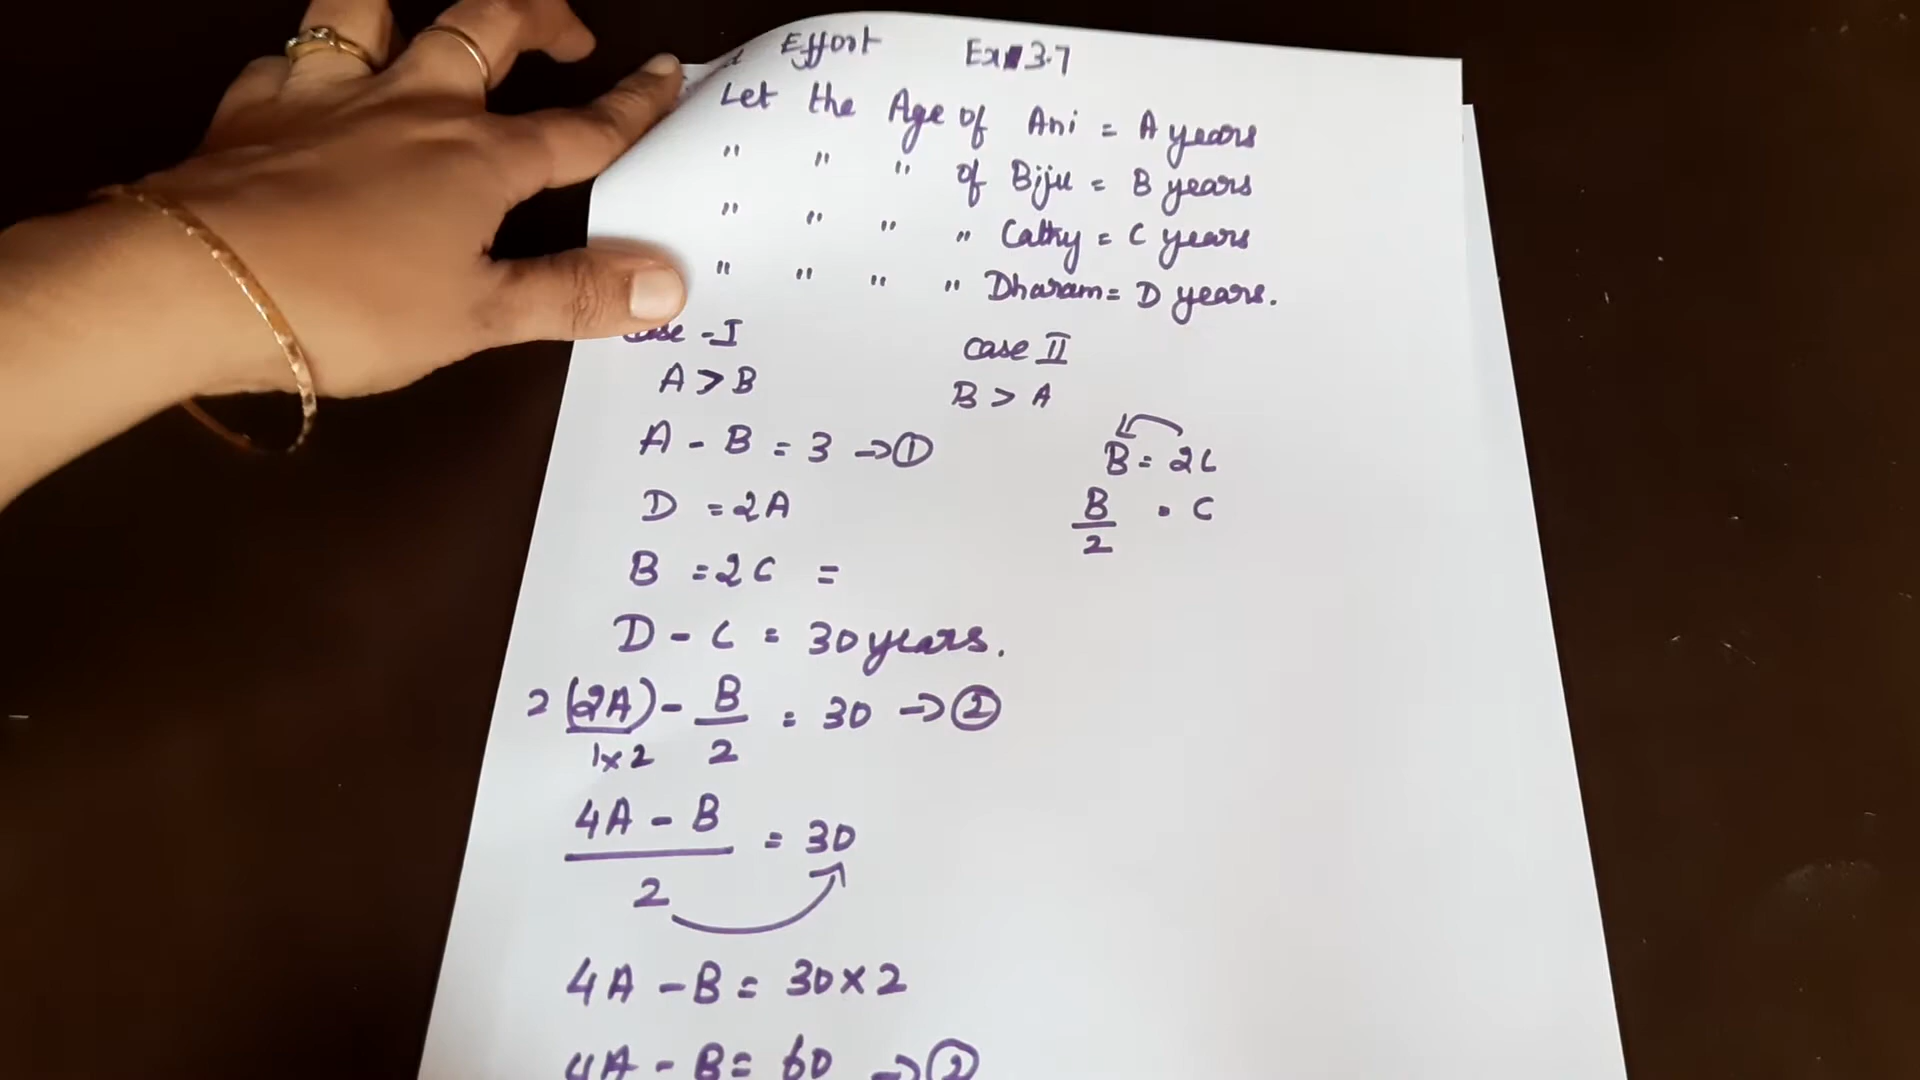 Effort Ex 3.7
Let the Age of Ani = A years
" " " of Biju = B years
" " " " Cathy = C years
" " " " Dharam = D years.
Case - I
case II
A > B
B > A
A - B = 3 → ①
B = 2C
D = 2A
B/2 = C
B = 2C =
D - C = 30 years.
2 (2A)/1×2 - B/2 = 30 → ②
4A - B / 2 = 30
4A - B = 30 × 2
4A - B = 60 → ②